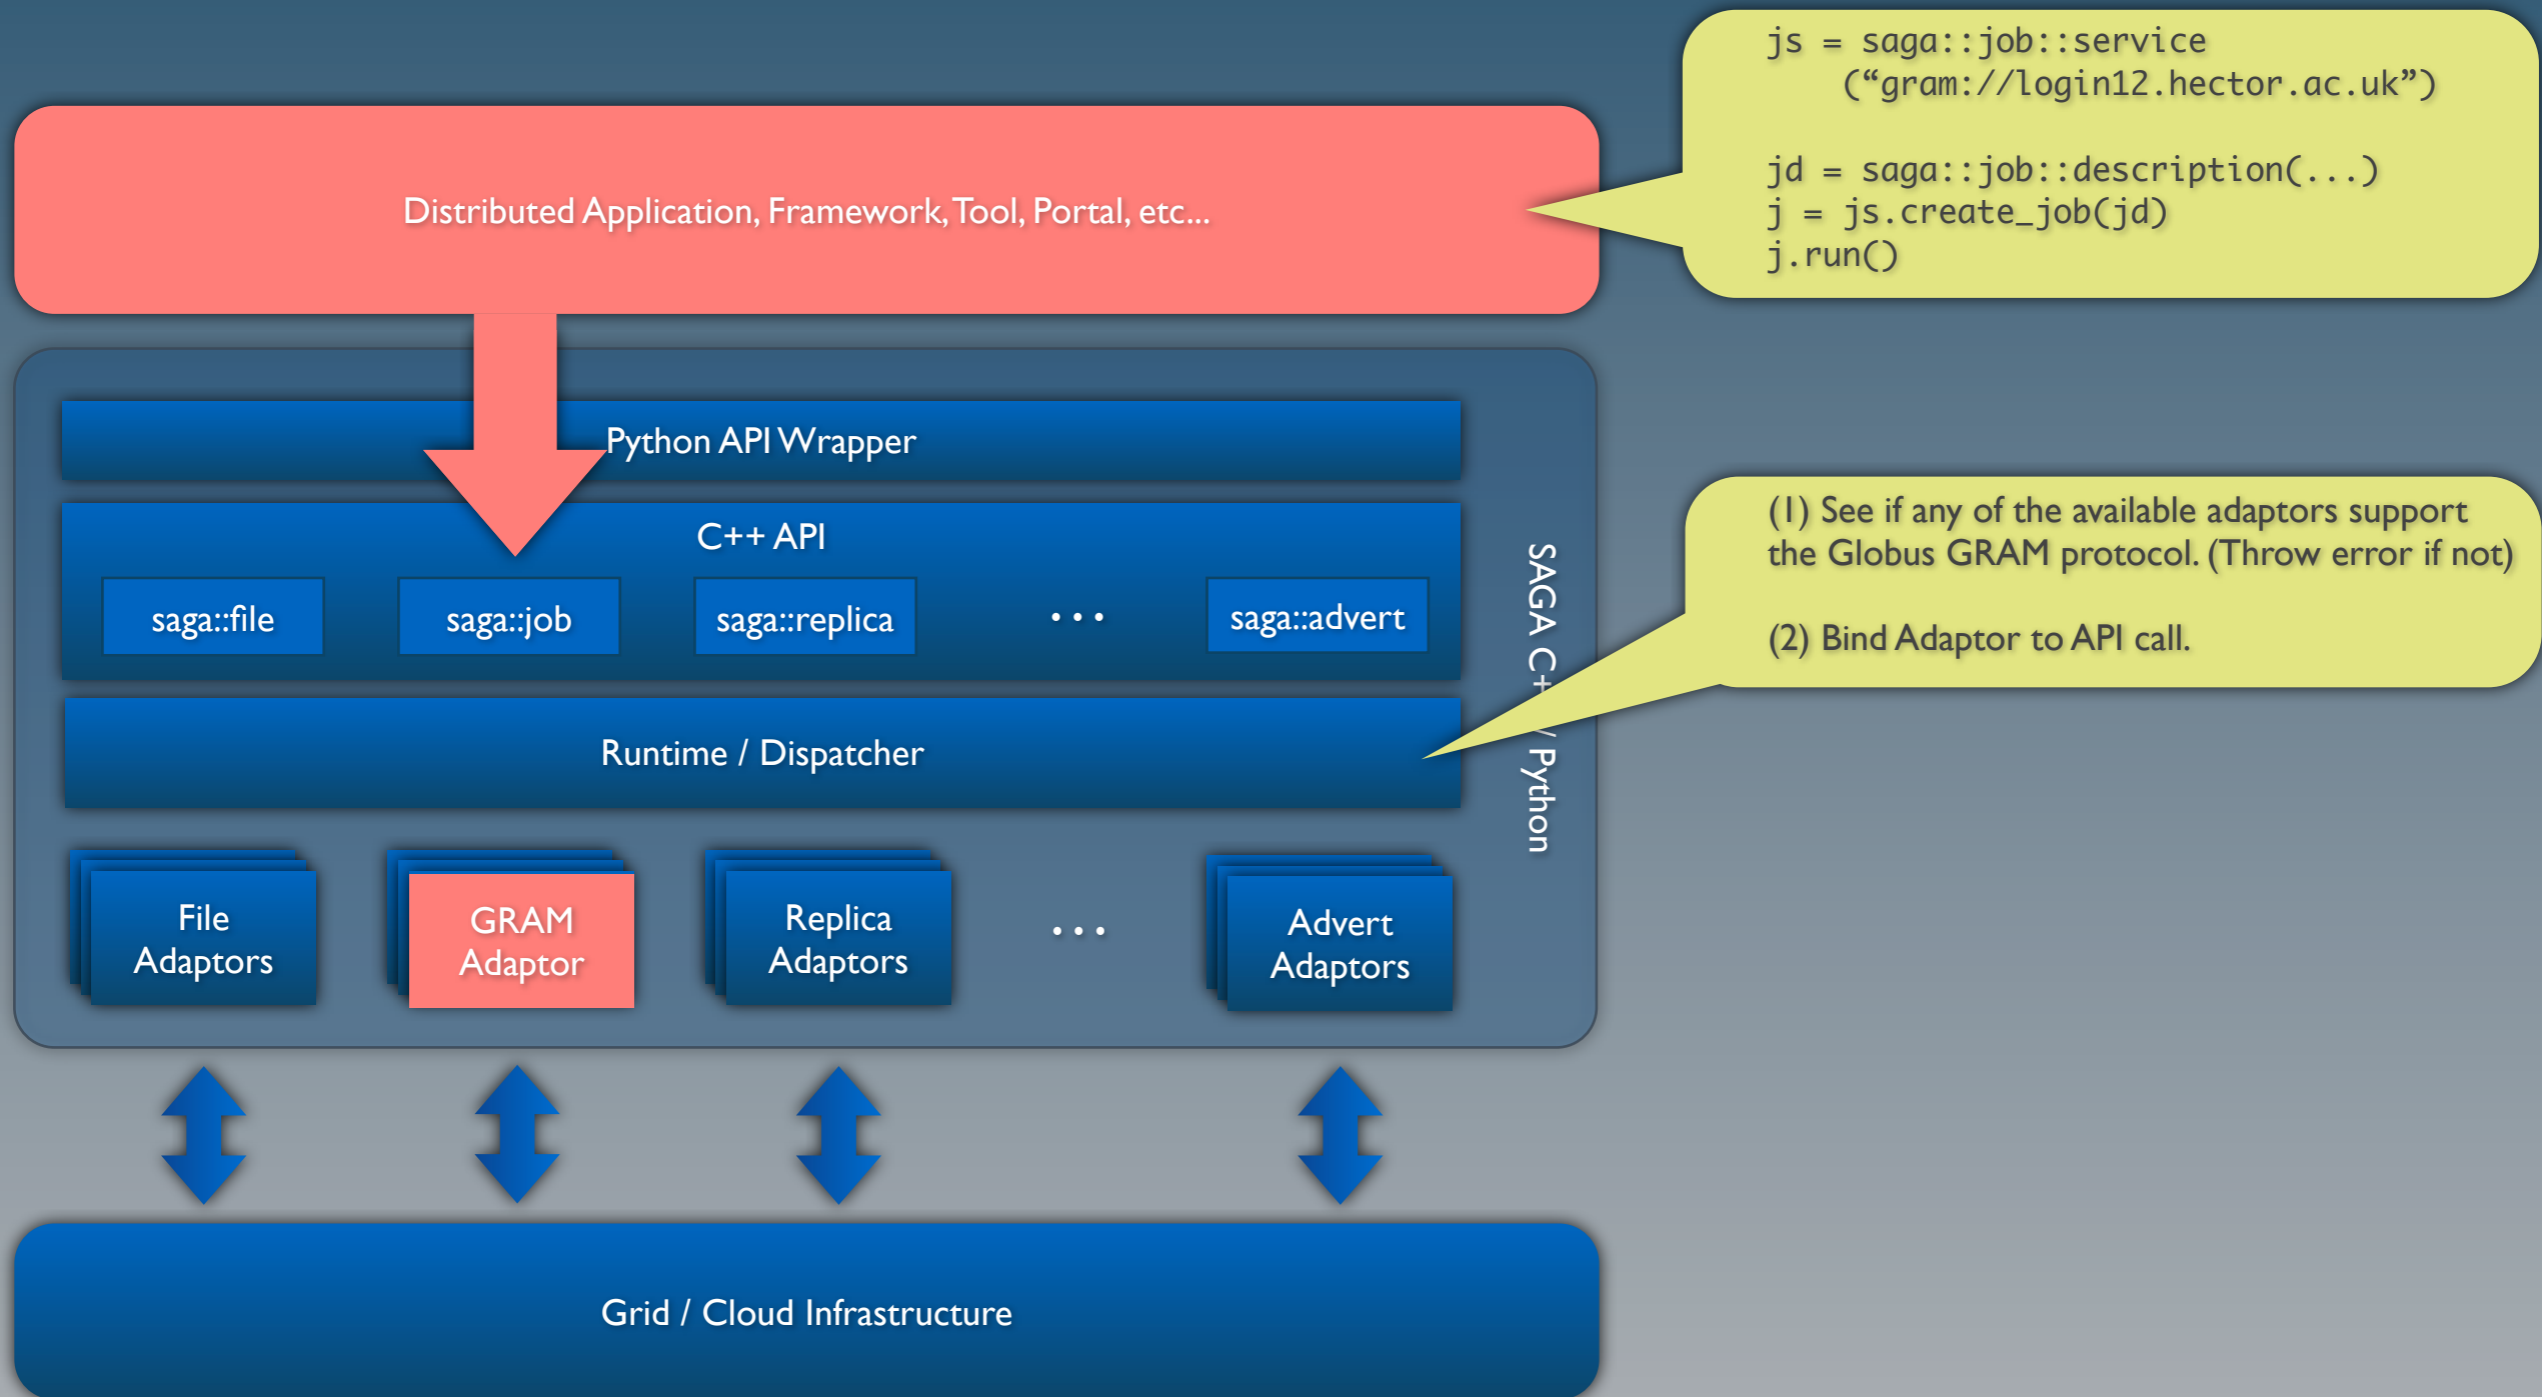 js = saga::job::service
(“gram://login12.hector.ac.uk”)
jd = saga::job::description(...)
j = js.create_job(jd)
j.run()
Distributed Application, Framework, Tool, Portal, etc...
Python API Wrapper
C++ API
saga::file
saga::job
saga::replica
...
saga::advert
SAGA C+ / Python
(1) See if any of the available adaptors support
the Globus GRAM protocol. (Throw error if not)
(2) Bind Adaptor to API call.
Runtime / Dispatcher
File
Adaptors
GRAM
Adaptor
Replica
Adaptors
...
Advert
Adaptors
Grid / Cloud Infrastructure